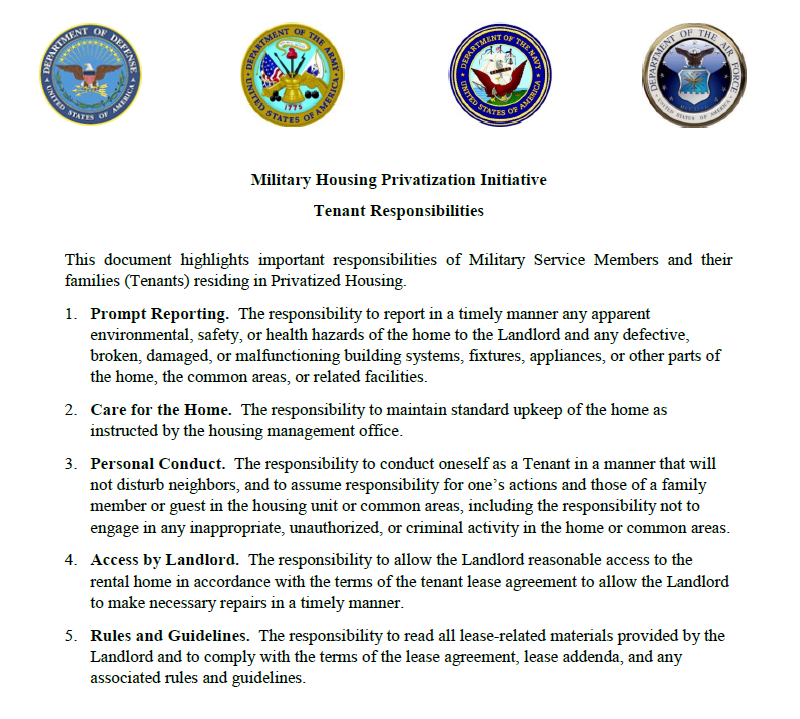 DEPARTMENT OF DEFENSE
UNITED STATES OF AMERICA
DEPARTMENT OF THE ARMY
UNITED STATES OF AMERICA
1775
DEPARTMENT OF THE NAVY
UNITED STATES OF AMERICA
DEPARTMENT OF THE AIR FORCE
UNITED STATES OF AMERICA
Military Housing Privatization Initiative
Tenant Responsibilities
This document highlights important responsibilities of Military Service Members and their
families (Tenants) residing in Privatized Housing.
1. Prompt Reporting. The responsibility to report in a timely manner any apparent
environmental, safety, or health hazards of the home to the Landlord and any defective,
broken, damaged, or malfunctioning building systems, fixtures, appliances, or other parts of
the home, the common areas, or related facilities.
2. Care for the Home. The responsibility to maintain standard upkeep of the home as
instructed by the housing management office.
3. Personal Conduct. The responsibility to conduct oneself as a Tenant in a manner that will
not disturb neighbors, and to assume responsibility for one’s actions and those of a family
member or guest in the housing unit or common areas, including the responsibility not to
engage in any inappropriate, unauthorized, or criminal activity in the home or common areas.
4. Access by Landlord. The responsibility to allow the Landlord reasonable access to the
rental home in accordance with the terms of the tenant lease agreement to allow the Landlord
to make necessary repairs in a timely manner.
5. Rules and Guidelines. The responsibility to read all lease-related materials provided by the
Landlord and to comply with the terms of the lease agreement, lease addenda, and any
associated rules and guidelines.